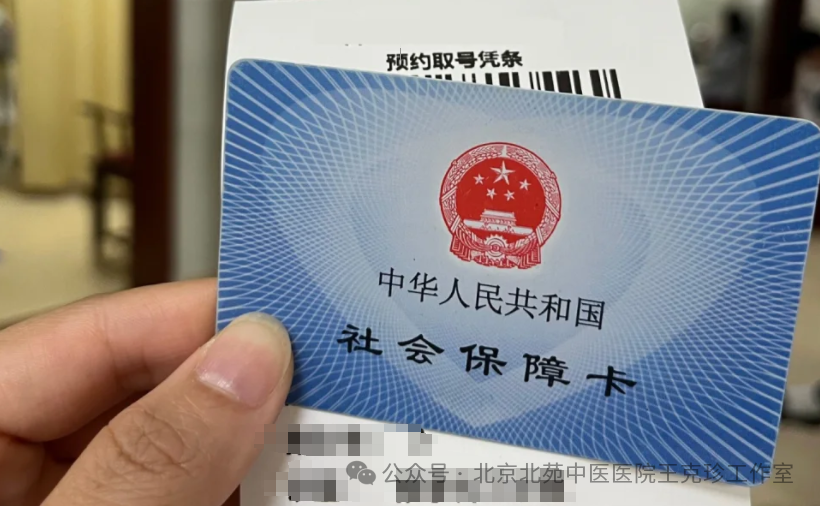 预约取号凭条
中华人民共和国
社会保障卡
公众号 · 北京北苑中医医院王克珍工作室